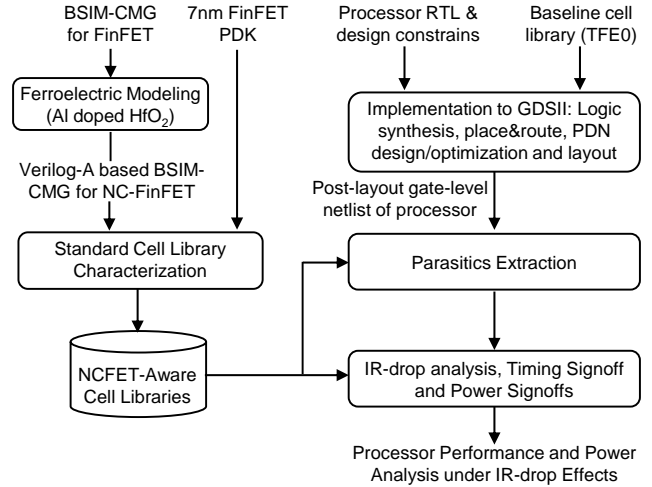 BSIM-CMG
for FinFET
7nm FinFET
PDK
Ferroelectric Modeling
(Al doped HfO2)
Verilog-A based BSIM-
CMG for NC-FinFET
Standard Cell Library
Characterization
NCFET-Aware
Cell Libraries
Processor RTL &
design constrains
Baseline cell
library (TFE0)
Implementation to GDSII: Logic
synthesis, place&route, PDN
design/optimization and layout
Post-layout gate-level
netlist of processor
Parasitics Extraction
IR-drop analysis, Timing Signoff
and Power Signoffs
Processor Performance and Power
Analysis under IR-drop Effects